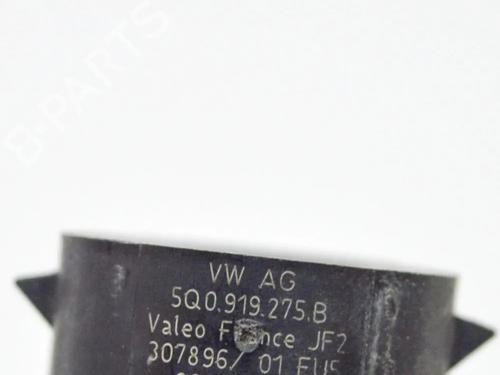 B-PARTS
VW AG
5Q0.919.275.B
Valeo France JF2
307896/ 01 EU5